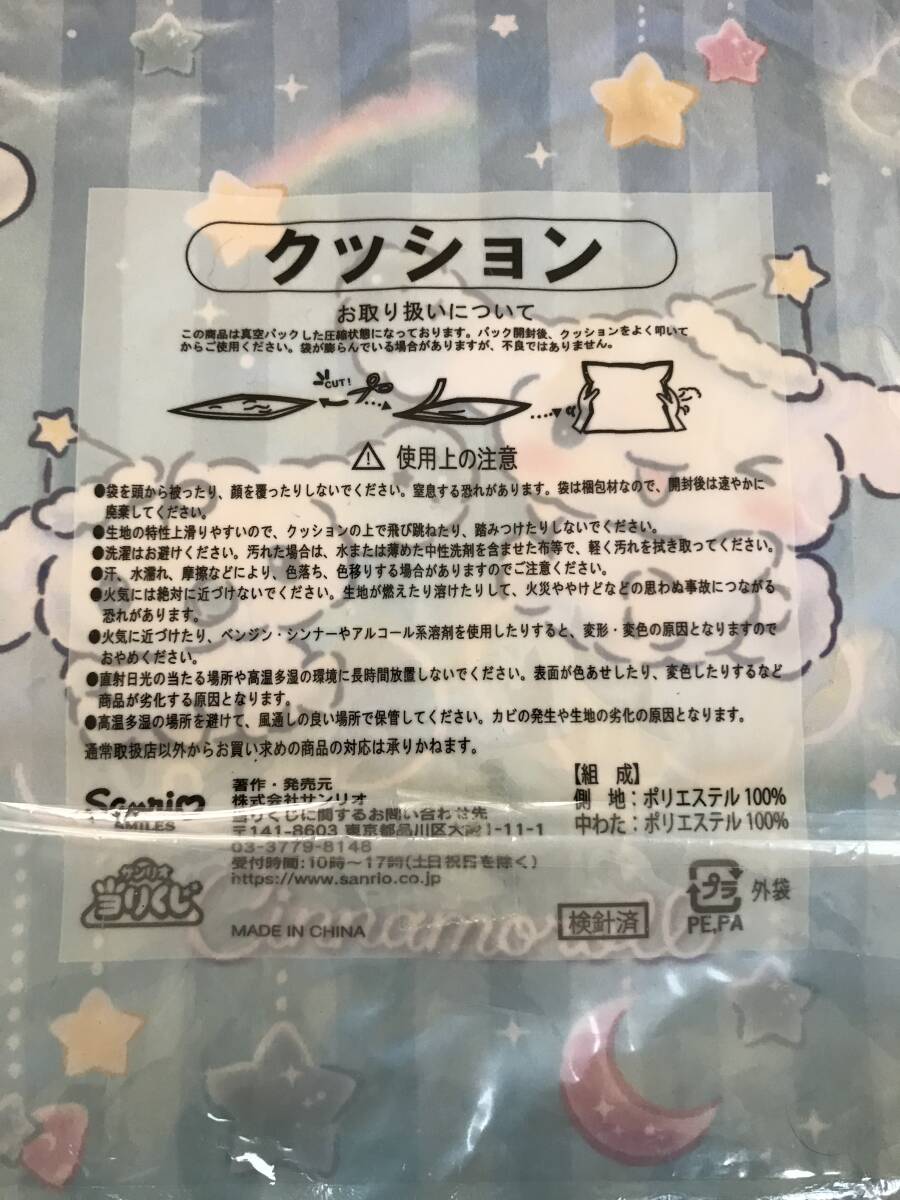 クッション
お取り扱いについて
この商品は真空パックした圧縮状態になっております。パック開封後、クッションをよく叩いて
からご使用ください。袋が膨らんでいる場合がありますが、不良ではありません。
CUT!
使用上の注意
●袋を頭から被ったり、顔を覆ったりしないでください。窒息する恐れがあります。袋は梱包材なので、開封後は速やかに
廃棄してください。
●生地の特性上滑りやすいので、クッションの上で飛び跳ねたり、踏みつけたりしないでください。
●洗濯はお避けください。汚れた場合は、水または薄めた中性洗剤を含ませた布等で、軽く汚れを拭き取ってください。
●汗、水濡れ、摩擦などにより、色落ち、色移りする場合がありますのでご注意ください。
●火気には絶対に近づけないでください。生地が燃えたり溶けたりして、火災ややけどなどの思わぬ事故につながる
恐れがあります。
●火気に近づけたり、ベンジン・シンナーやアルコール系溶剤を使用したりすると、変形・変色の原因となりますので
おやめください。
●直射日光の当たる場所や高温多湿の環境に長時間放置しないでください。表面が色あせしたり、変色したりするなど
商品が劣化する原因となります。
●高温多湿の場所を避けて、風通しの良い場所で保管してください。カビの発生や生地の劣化の原因となります。
通常取扱店以外からお買い求めの商品の対応は承りかねます。
Sanrio
SMILES
サンリオ
当りくじ
著作・発売元
株式会社サンリオ
当りくじに関するお問い合わせ先
〒141-8603 東京都品川区大崎1-11-1
03-3779-8148
受付時間:10時～17時(土日祝日を除く)
https://www.sanrio.co.jp
MADE IN CHINA
【組 成】
側 地:ポリエステル100%
中わた:ポリエステル100%
検針済
プラ
外袋
PE,PA
Cinnamoroll